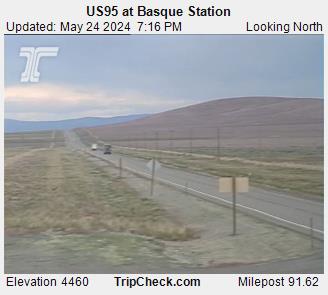 US95 at Basque Station
Updated: May 24 2024 7:16 PM Looking North
Elevation 4460 TripCheck.com Milepost 91.62